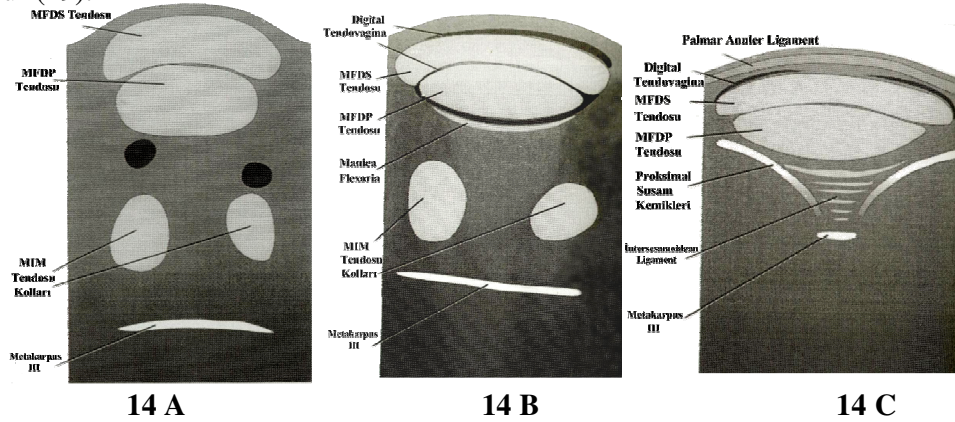 MFDS Tendosu
MFDP
Tendosu
MIM
Tendosu
Kolları
Metakarpus
III
14 A
Digital
Tendovagina
MFDS
Tendosu
MFDP
Tendosu
Manica
Flexoria
MIM
Tendosu
Kolları
Metakarpus
III
14 B
Palmar Annler Ligament
Digital
Tendovagina
MFDS
Tendosu
MFDP
Tendosu
Proksimal
Susam
Kemikleri
Ligament
Metakarpus
III
14 C